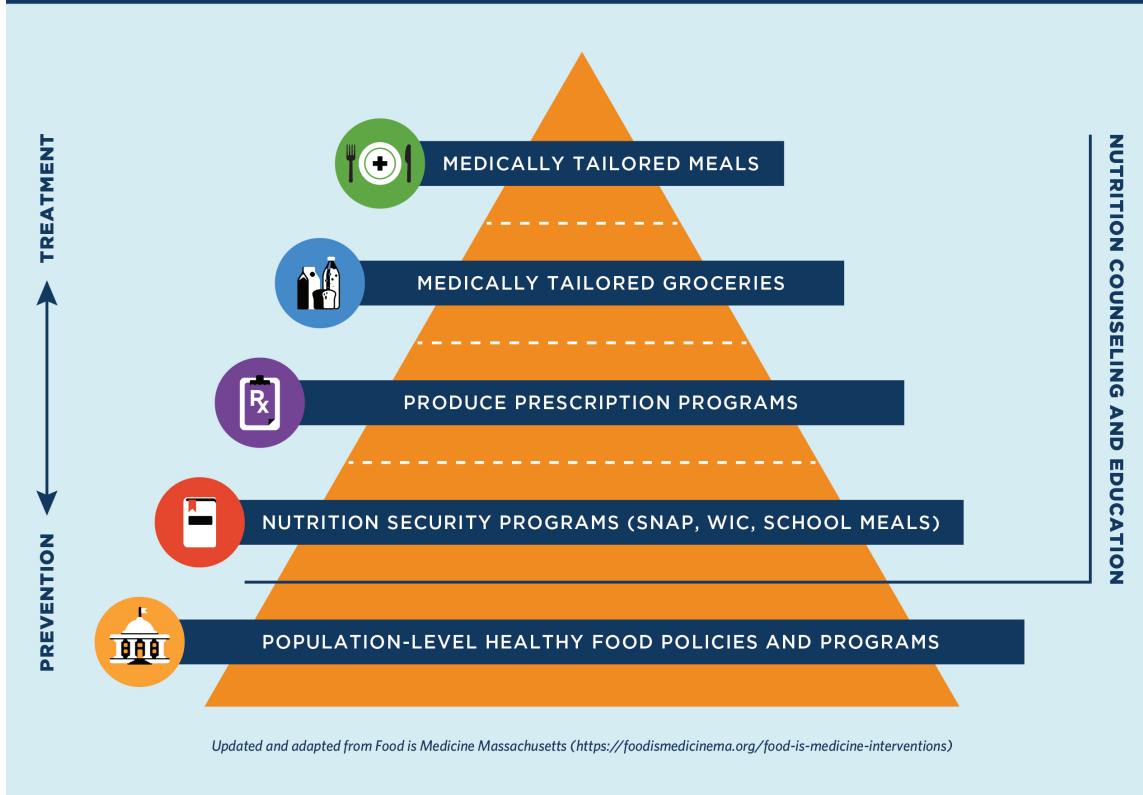 TREATMENT
PREVENTION
MEDICALLY TAILORED MEALS
MEDICALLY TAILORED GROCERIES
Rx
PRODUCE PRESCRIPTION PROGRAMS
NUTRITION SECURITY PROGRAMS (SNAP, WIC, SCHOOL MEALS)
POPULATION-LEVEL HEALTHY FOOD POLICIES AND PROGRAMS
NUTRITION COUNSELING AND EDUCATION
Updated and adapted from Food is Medicine Massachusetts (https://foodismedicinema.org/food-is-medicine-interventions)